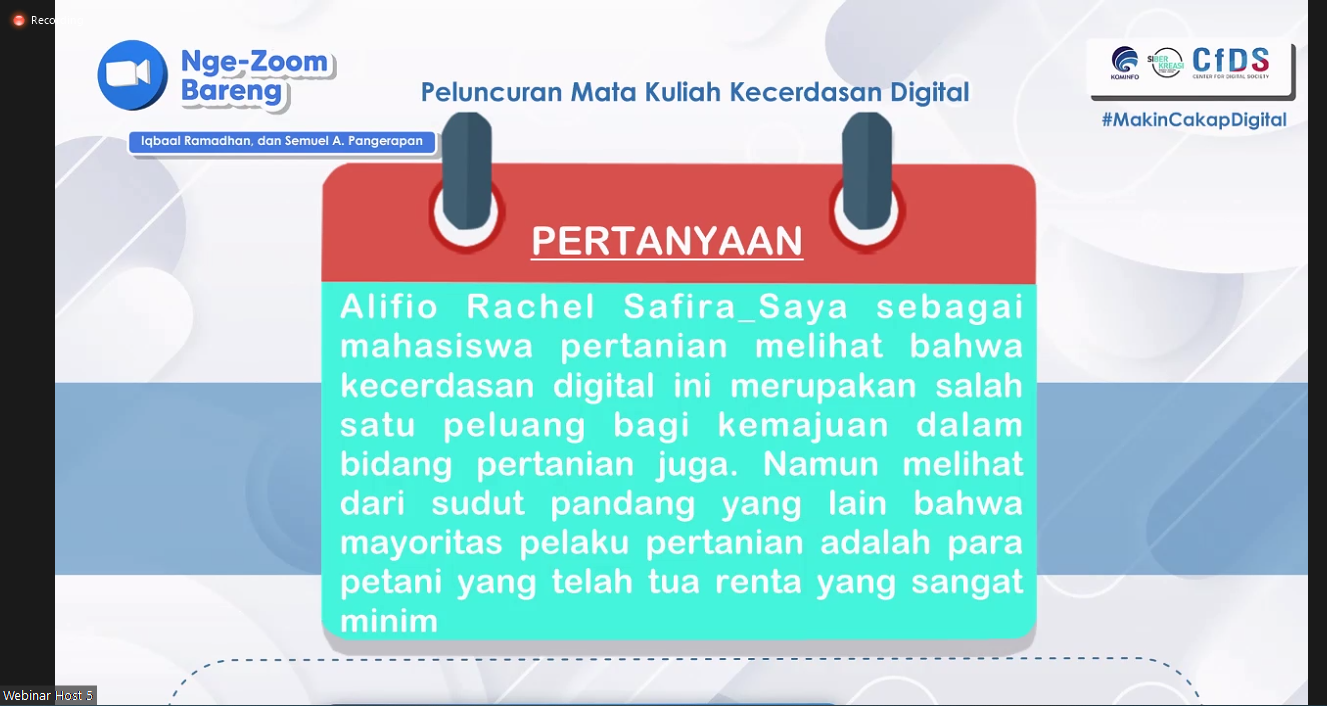 Nge-Zoom
Bareng
Peluncuran Mata Kuliah Kecerdasan Digital
KOMINFO
SIBER
KREASI
CfDS
CENTER FOR DIGITAL SOCIETY
#MakinCakapDigital
Iqbaal Ramadhan, dan Semuel A. Pangerapan
PERTANYAAN
Alifio Rachel Safira_Saya sebagai
mahasiswa pertanian melihat bahwa
kecerdasan digital ini merupakan salah
satu peluang bagi kemajuan dalam
bidang pertanian juga. Namun melihat
dari sudut pandang yang lain bahwa
mayoritas pelaku pertanian adalah para
petani yang telah tua renta yang sangat
minim
Webinar Host 5